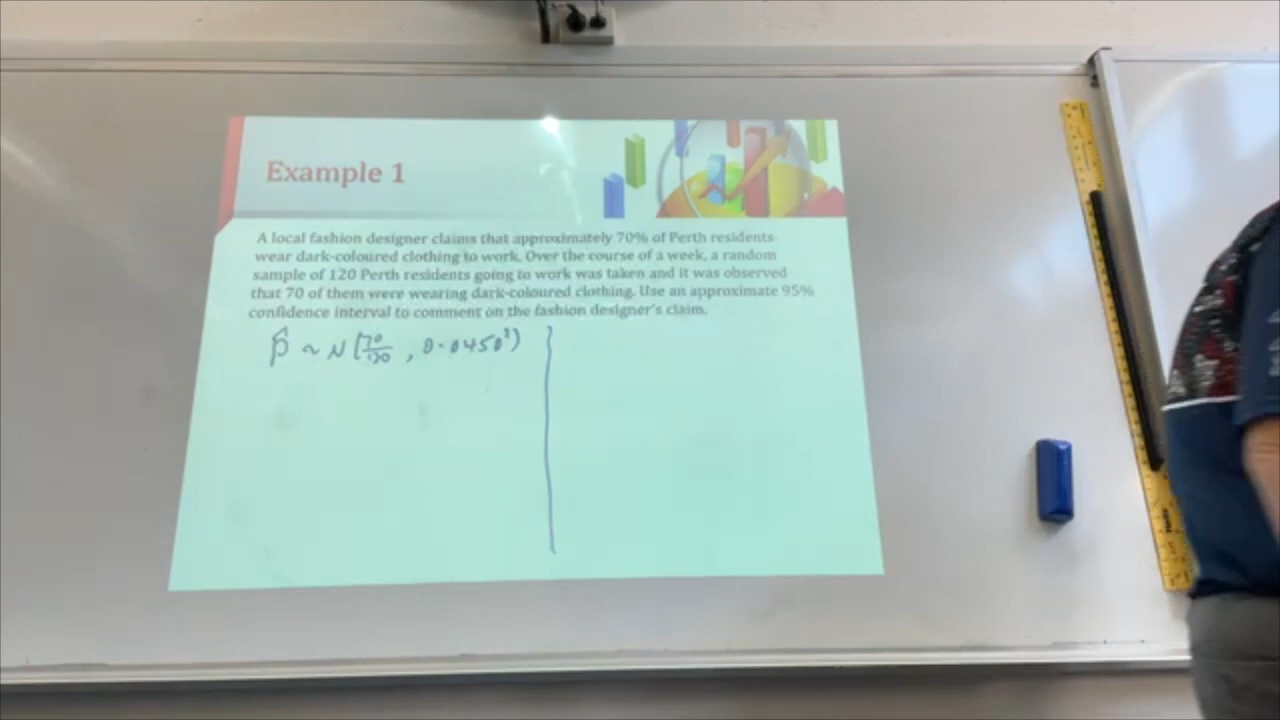 Example 1
A local fashion designer claims that approximately 70% of Perth residents
wear dark-coloured clothing to work. Over the course of a week, a random
sample of 120 Perth residents going to work was taken and it was observed
that 70 of them were wearing dark-coloured clothing. Use an approximate 95%
confidence interval to comment on the fashion designer's claim.
p̂ ~ N(70/120, 0.0450²)